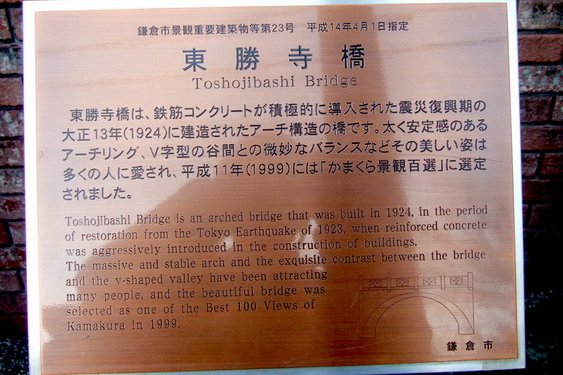 鎌倉市景観重要建築物等第23号 平成14年4月1日指定
東勝寺橋
Toshojibashi Bridge
東勝寺橋は、鉄筋コンクリートが積極的に導入された震災復興期の
大正13年(1924)に建造されたアーチ構造の橋です。太く安定感のある
アーチリング、V字型の谷間との微妙なバランスなどその美しい姿は
多くの人に愛され、平成11年(1999)には「かまくら景観百選」に選定
されました。
Toshojibashi Bridge is an arched bridge that was built in 1924, in the period
of restoration from the Tokyo Earthquake of 1923, when reinforced concrete
was aggressively introduced in the construction of buildings.
The massive and stable arch and the exquisite contrast between the bridge
and the v-shaped valley have been attracting
many people, and the beautiful bridge was
selected as one of the Best 100 Views of
Kamakura in 1999.
鎌倉市